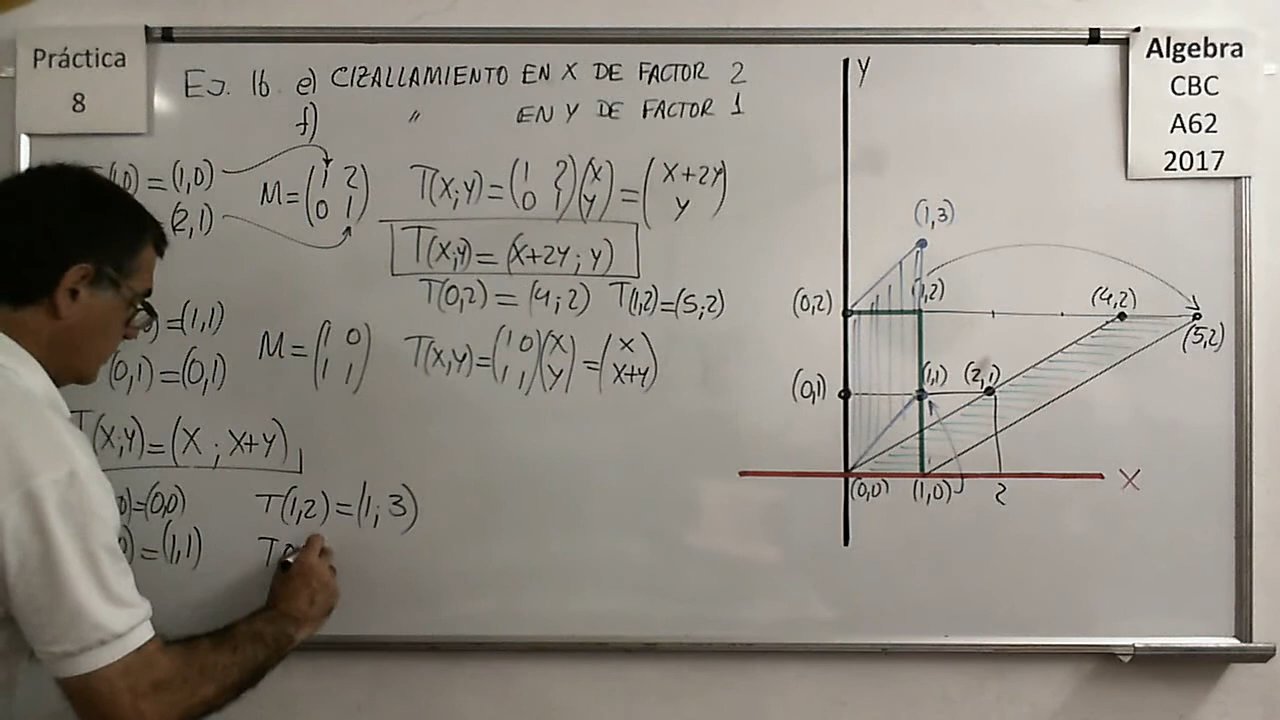 Práctica
8
Algebra
CBC
A62
2017
EJ. 16 e) CIZALLAMIENTO EN X DE FACTOR 2
f) " EN Y DE FACTOR 1
(1,0) = (1,0)
(2,1)
M = (1 2
0 1)
T(X;Y) = (1 2
0 1)(X
Y) = (X+2Y
Y)
T(X;Y) = (X+2Y ; Y)
T(0,2) = (4;2) T(1,2) = (5;2)
) = (1,1)
(0,1) = (0,1)
M = (1 0
1 1)
T(X,Y) = (1 0
1 1)(X
Y) = (X
X+Y)
T(X;Y) = (X ; X+Y)
0) = (0,0) T(1,2) = (1;3)
0) = (1,1) T(
Y
(1,3)
(0,2)
(1,2)
(4,2)
(5,2)
(0,1)
(1,1)
(2,1)
(0,0)
(1,0)
2
X